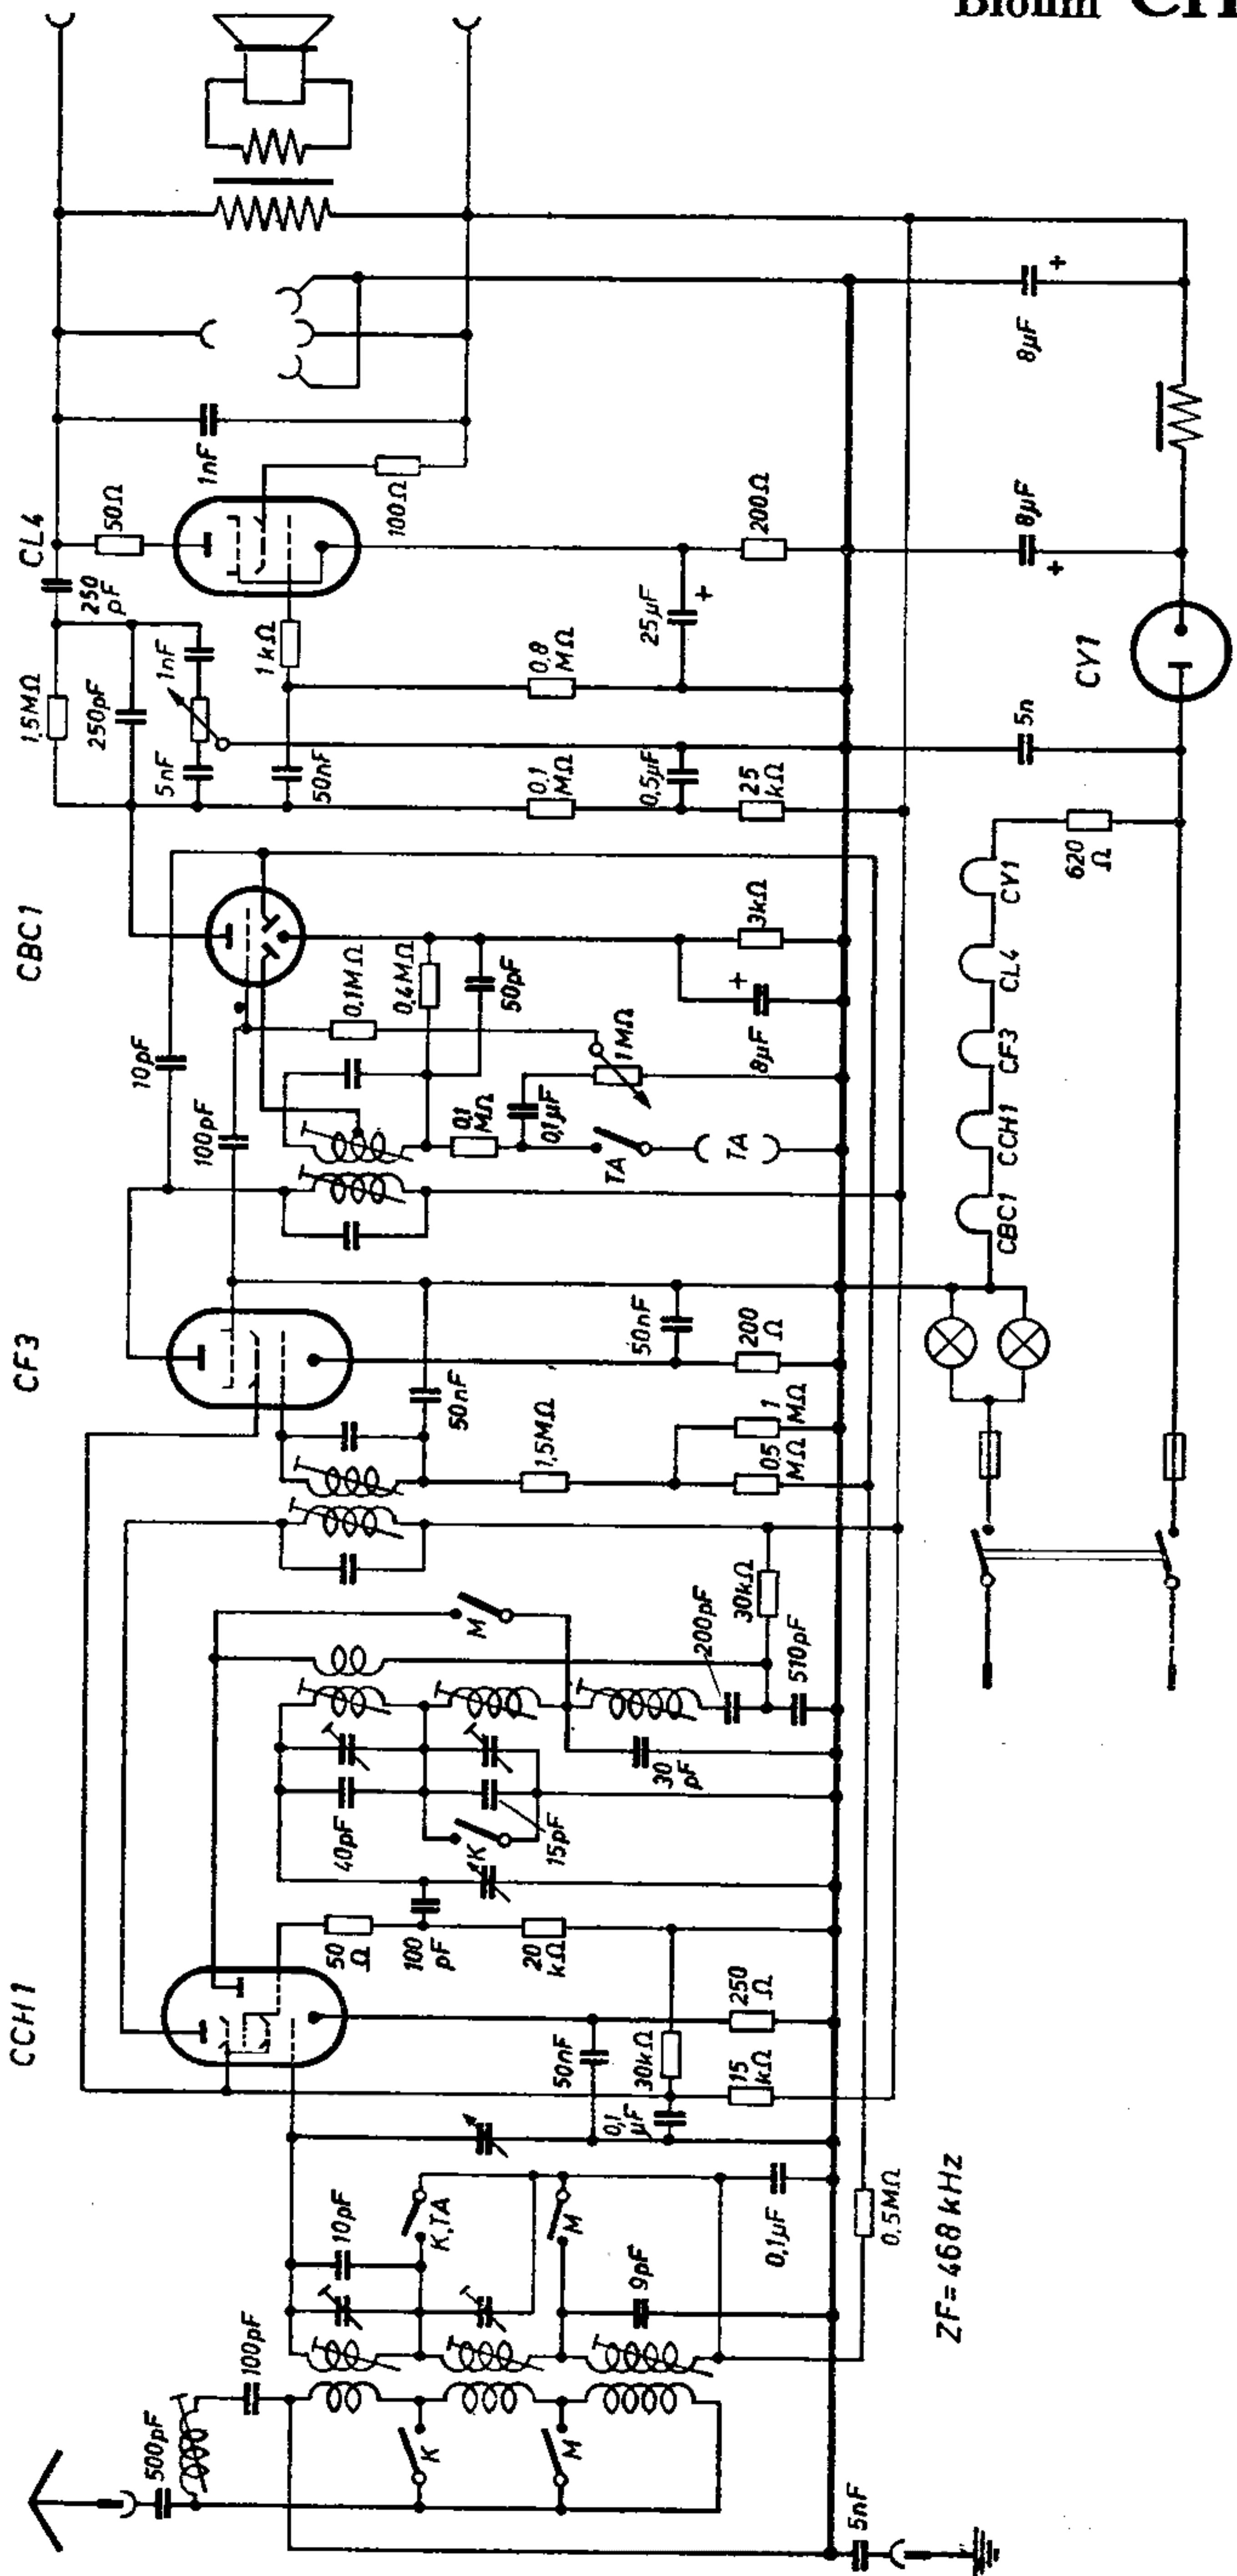 CCH1
CF3
CBC1
CL4
500pF
100pF
10pF
K,TA
K
M
M
9pF
0,1µF
5nF
0,5MΩ
ZF = 468 kHz
50
Ω
100
pF
20
kΩ
50nF
250
Ω
30kΩ
0,1
µF
15
kΩ
40pF
K
15pF
30
pF
M
200pF
510pF
30kΩ
50nF
1,5MΩ
0,5
MΩ
1
MΩ
50nF
200
Ω
10pF
100pF
0,1MΩ
0,4MΩ
50pF
0,1
MΩ
0,1µF
1MΩ
TA
TA
8µF
3kΩ
1,5MΩ
250pF
250
pF
5nF
1nF
50nF
1kΩ
50Ω
1nF
100Ω
0,1
MΩ
0,5µF
25
kΩ
0,8
MΩ
25µF
200Ω
5n
8µF
8µF
CBC1
CCH1
CF3
CL4
CY1
620
Ω
CY1